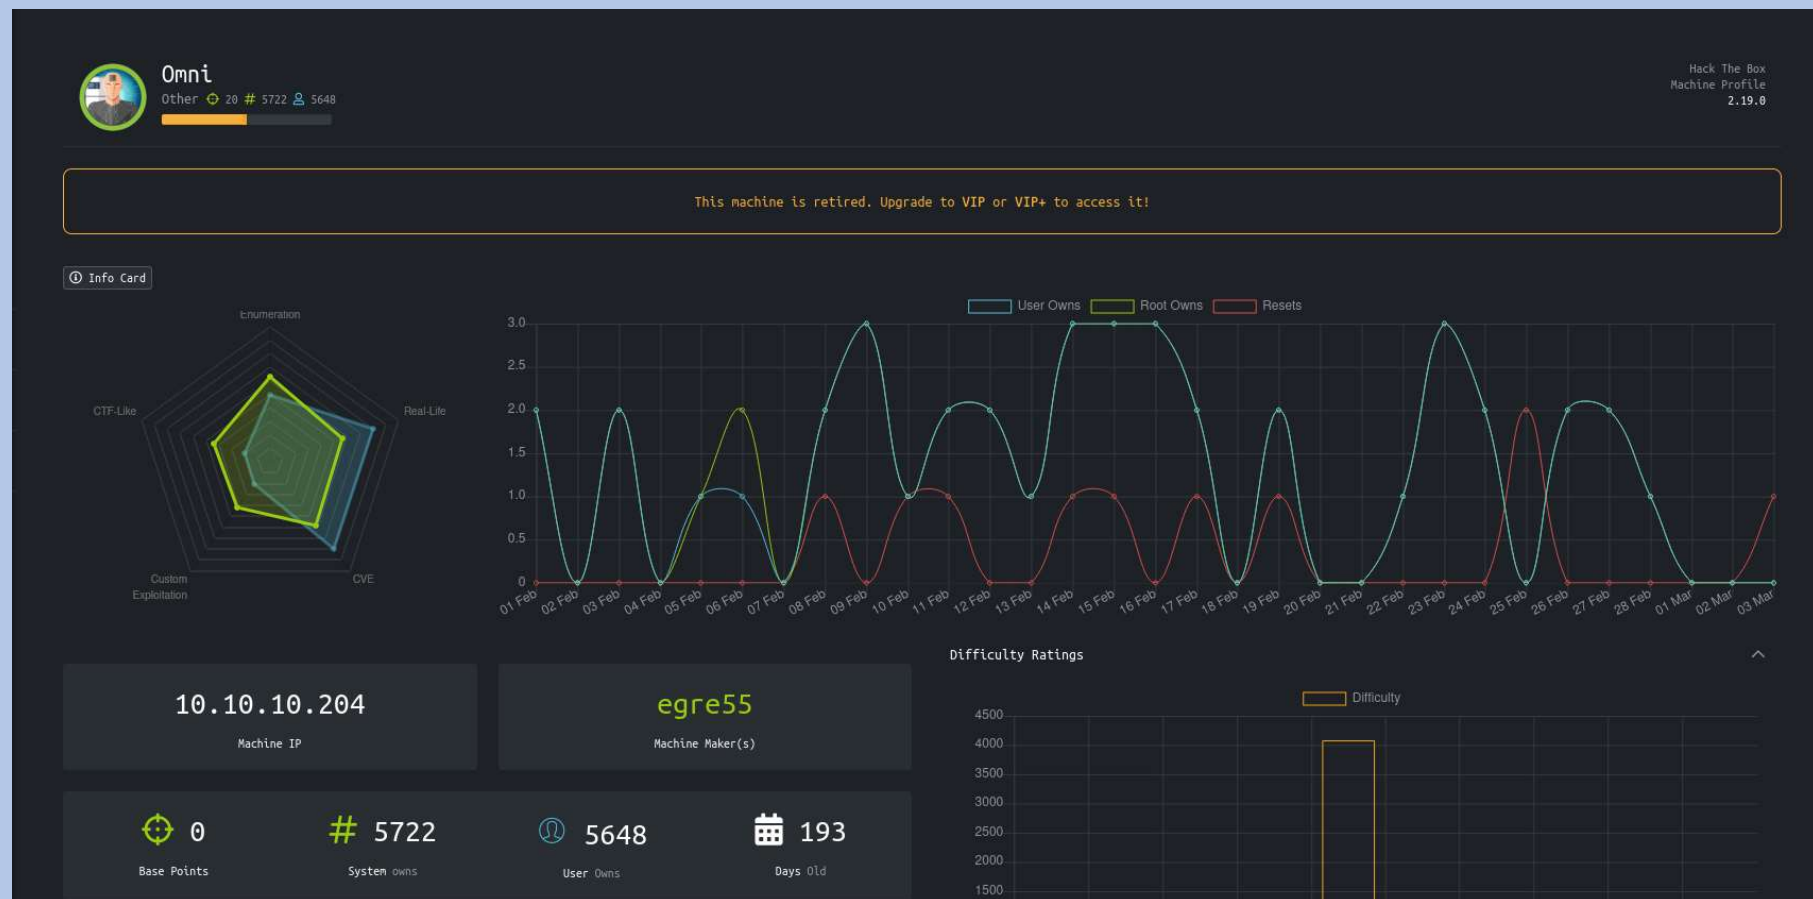 Omni
Other 20 # 5722 5648
Hack The Box
Machine Profile
2.19.0
This machine is retired. Upgrade to VIP or VIP+ to access it!
Info Card
Enumeration
CTF-Like
Real-Life
Custom
Exploitation
CVE
User Owns Root Owns Resets
3.0
2.5
2.0
1.5
1.0
0.5
0
01 Feb 02 Feb 03 Feb 04 Feb 05 Feb 06 Feb 07 Feb 08 Feb 09 Feb 10 Feb 11 Feb 12 Feb 13 Feb 14 Feb 15 Feb 16 Feb 17 Feb 18 Feb 19 Feb 20 Feb 21 Feb 22 Feb 23 Feb 24 Feb 25 Feb 26 Feb 27 Feb 28 Feb 01 Mar 02 Mar 03 Mar
10.10.10.204
Machine IP
egre55
Machine Maker(s)
0
Base Points
# 5722
System owns
5648
User Owns
193
Days Old
Difficulty Ratings
Difficulty
4500
4000
3500
3000
2500
2000
1500